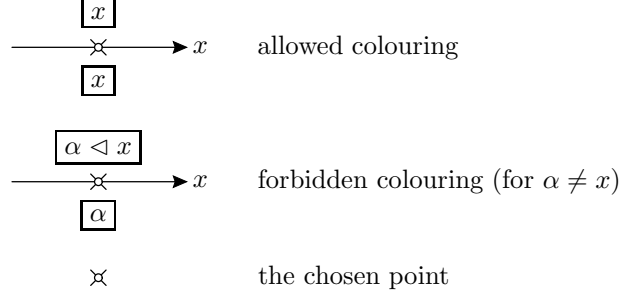 x
x allowed colouring
x
α ⊲ x
x forbidden colouring (for α ≠ x)
α
the chosen point